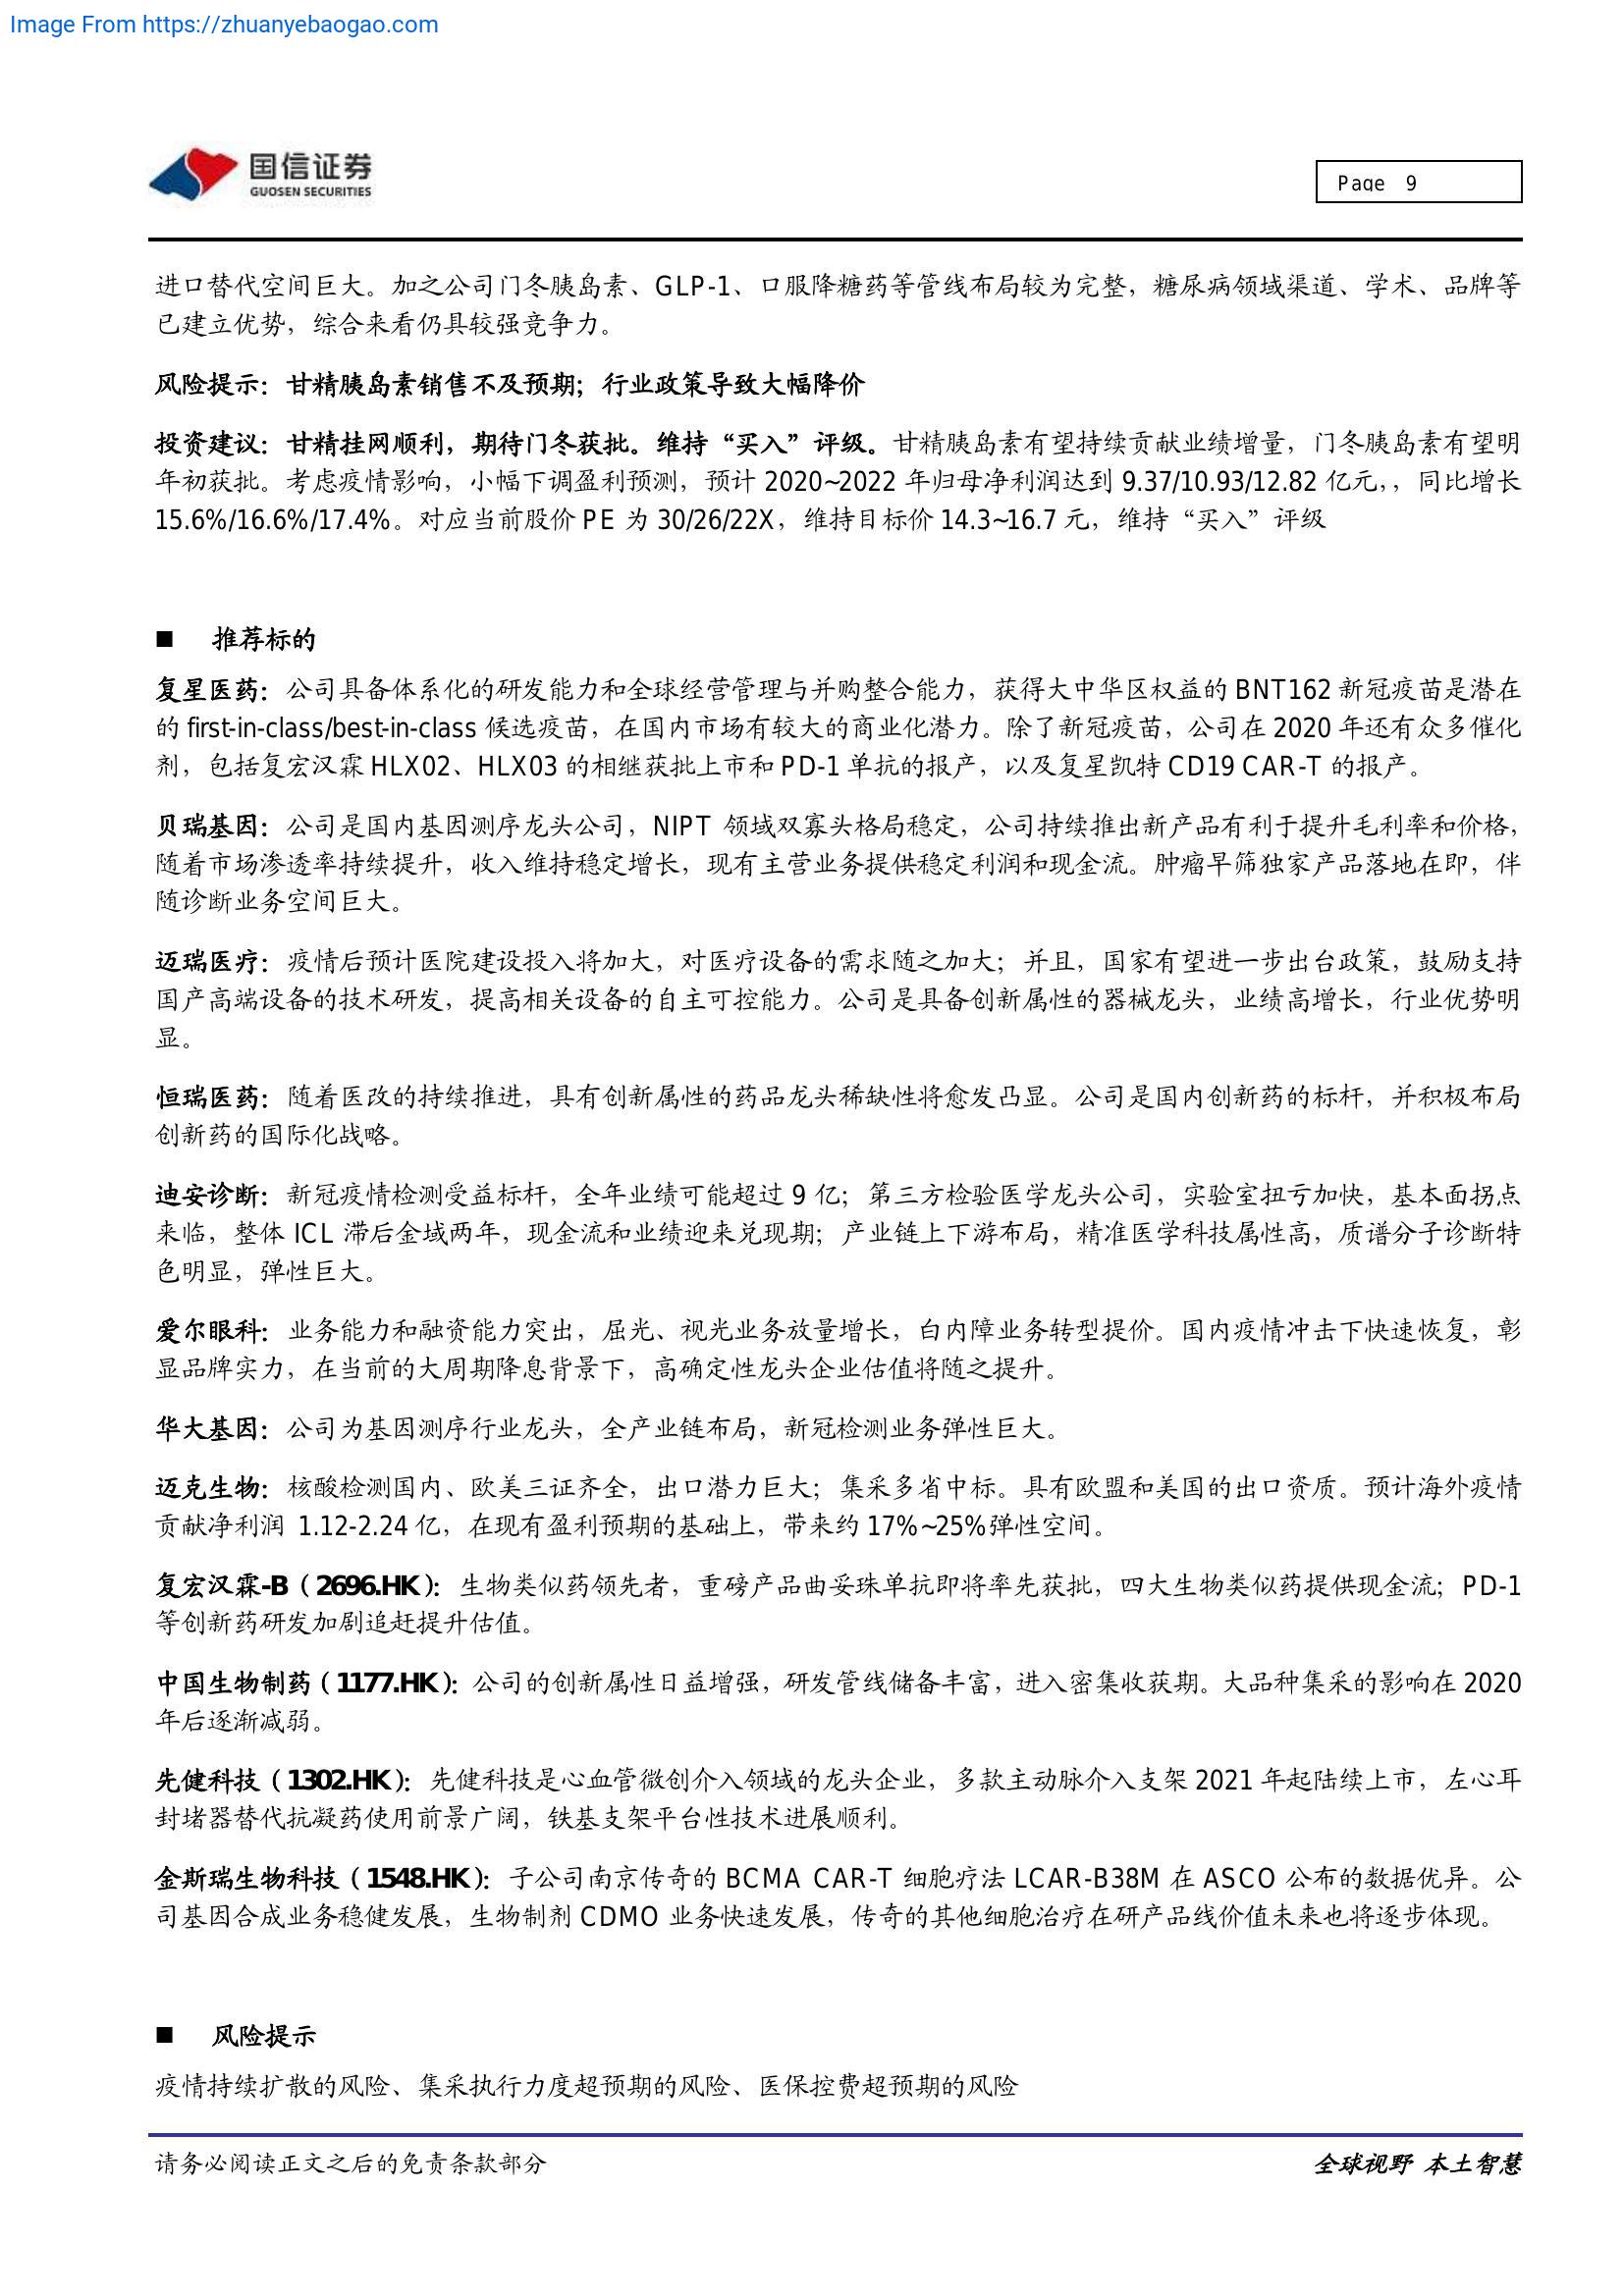 Image From https://zhuanyebaogao.com
国信证券
GUOSEN SECURITIES
Page 9
进口替代空间巨大。加之公司门冬胰岛素、GLP-1、口服降糖药等管线布局较为完整，糖尿病领域渠道、学术、品牌等
已建立优势，综合来看仍具较强竞争力。
风险提示：甘精胰岛素销售不及预期；行业政策导致大幅降价
投资建议：甘精挂网顺利，期待门冬获批。维持“买入”评级。甘精胰岛素有望持续贡献业绩增量，门冬胰岛素有望明
年初获批。考虑疫情影响，小幅下调盈利预测，预计 2020~2022 年归母净利润达到 9.37/10.93/12.82 亿元，，同比增长
15.6%/16.6%/17.4%。对应当前股价 PE 为 30/26/22X，维持目标价 14.3~16.7 元，维持“买入”评级
■ 推荐标的
复星医药：公司具备体系化的研发能力和全球经营管理与并购整合能力，获得大中华区权益的 BNT162 新冠疫苗是潜在
的 first-in-class/best-in-class 候选疫苗，在国内市场有较大的商业化潜力。除了新冠疫苗，公司在 2020 年还有众多催化
剂，包括复宏汉霖 HLX02、HLX03 的相继获批上市和 PD-1 单抗的报产，以及复星凯特 CD19 CAR-T 的报产。
贝瑞基因：公司是国内基因测序龙头公司，NIPT 领域双寡头格局稳定，公司持续推出新产品有利于提升毛利率和价格，
随着市场渗透率持续提升，收入维持稳定增长，现有主营业务提供稳定利润和现金流。肿瘤早筛独家产品落地在即，伴
随诊断业务空间巨大。
迈瑞医疗：疫情后预计医院建设投入将加大，对医疗设备的需求随之加大；并且，国家有望进一步出台政策，鼓励支持
国产高端设备的技术研发，提高相关设备的自主可控能力。公司是具备创新属性的器械龙头，业绩高增长，行业优势明
显。
恒瑞医药：随着医改的持续推进，具有创新属性的药品龙头稀缺性将愈发凸显。公司是国内创新药的标杆，并积极布局
创新药的国际化战略。
迪安诊断：新冠疫情检测受益标杆，全年业绩可能超过 9 亿；第三方检验医学龙头公司，实验室扭亏加快，基本面拐点
来临，整体 ICL 滞后金域两年，现金流和业绩迎来兑现期；产业链上下游布局，精准医学科技属性高，质谱分子诊断特
色明显，弹性巨大。
爱尔眼科：业务能力和融资能力突出，屈光、视光业务放量增长，白内障业务转型提价。国内疫情冲击下快速恢复，彰
显品牌实力，在当前的大周期降息背景下，高确定性龙头企业估值将随之提升。
华大基因：公司为基因测序行业龙头，全产业链布局，新冠检测业务弹性巨大。
迈克生物：核酸检测国内、欧美三证齐全，出口潜力巨大；集采多省中标。具有欧盟和美国的出口资质。预计海外疫情
贡献净利润 1.12-2.24 亿，在现有盈利预期的基础上，带来约 17%~25%弹性空间。
复宏汉霖-B（2696.HK）：生物类似药领先者，重磅产品曲妥珠单抗即将率先获批，四大生物类似药提供现金流；PD-1
等创新药研发加剧追赶提升估值。
中国生物制药（1177.HK）：公司的创新属性日益增强，研发管线储备丰富，进入密集收获期。大品种集采的影响在 2020
年后逐渐减弱。
先健科技（1302.HK）：先健科技是心血管微创介入领域的龙头企业，多款主动脉介入支架 2021 年起陆续上市，左心耳
封堵器替代抗凝药使用前景广阔，铁基支架平台性技术进展顺利。
金斯瑞生物科技（1548.HK）：子公司南京传奇的 BCMA CAR-T 细胞疗法 LCAR-B38M 在 ASCO 公布的数据优异。公
司基因合成业务稳健发展，生物制剂 CDMO 业务快速发展，传奇的其他细胞治疗在研产品线价值未来也将逐步体现。
■ 风险提示
疫情持续扩散的风险、集采执行力度超预期的风险、医保控费超预期的风险
请务必阅读正文之后的免责条款部分
全球视野 本土智慧